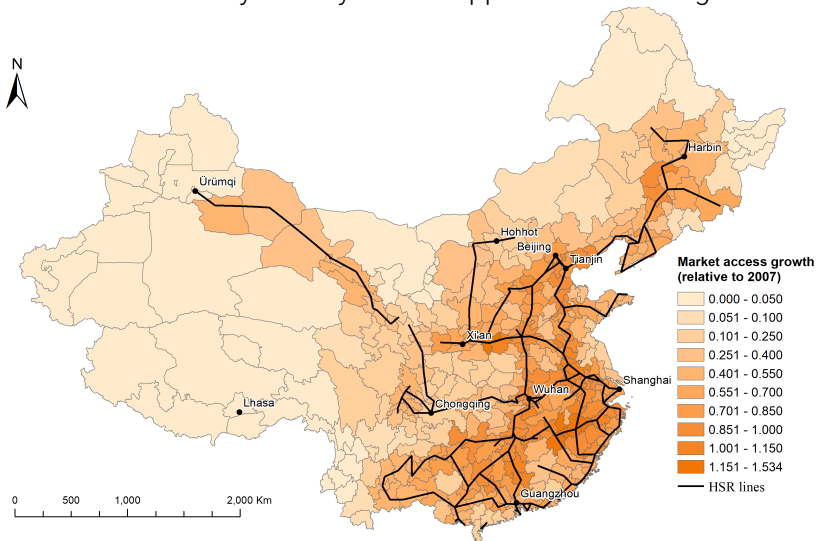 N
Harbin
Ürümqi
Hohhot
Beijing
Tianjin
Xi'an
Shanghai
Wuhan
Chongqing
Lhasa
Guangzhou
Market access growth
(relative to 2007)
0.000 - 0.050
0.051 - 0.100
0.101 - 0.250
0.251 - 0.400
0.401 - 0.550
0.551 - 0.700
0.701 - 0.850
0.851 - 1.000
1.001 - 1.150
1.151 - 1.534
HSR lines
0 500 1,000 2,000 Km